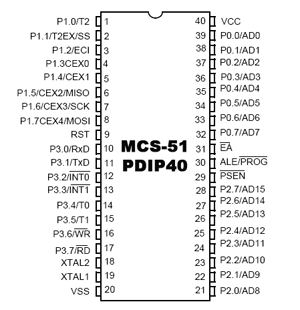 P1.0/T2 1 40 VCC
P1.1/T2EX/SS 2 39 P0.0/AD0
P1.2/ECI 3 38 P0.1/AD1
P1.3CEX0 4 37 P0.2/AD2
P1.4/CEX1 5 36 P0.3/AD3
P1.5/CEX2/MISO 6 35 P0.4/AD4
P1.6/CEX3/SCK 7 34 P0.5/AD5
P1.7CEX4/MOSI 8 33 P0.6/AD6
RST 9 32 P0.7/AD7
P3.0/RxD 10 MCS-51 31 EA
P3.1/TxD 11 PDIP40 30 ALE/PROG
P3.2/INT0 12 29 PSEN
P3.3/INT1 13 28 P2.7/AD15
P3.4/T0 14 27 P2.6/AD14
P3.5/T1 15 26 P2.5/AD13
P3.6/WR 16 25 P2.4/AD12
P3.7/RD 17 24 P2.3/AD11
XTAL2 18 23 P2.2/AD10
XTAL1 19 22 P2.1/AD9
VSS 20 21 P2.0/AD8